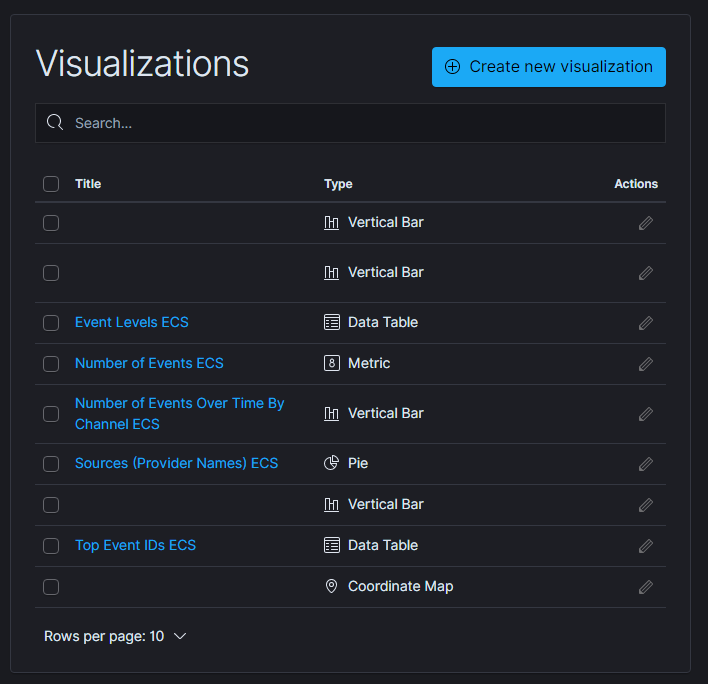 Visualizations
Create new visualization
Search...
Title Type Actions
Vertical Bar
Vertical Bar
Event Levels ECS Data Table
Number of Events ECS 8 Metric
Number of Events Over Time By
Channel ECS Vertical Bar
Sources (Provider Names) ECS Pie
Vertical Bar
Top Event IDs ECS Data Table
Coordinate Map
Rows per page: 10